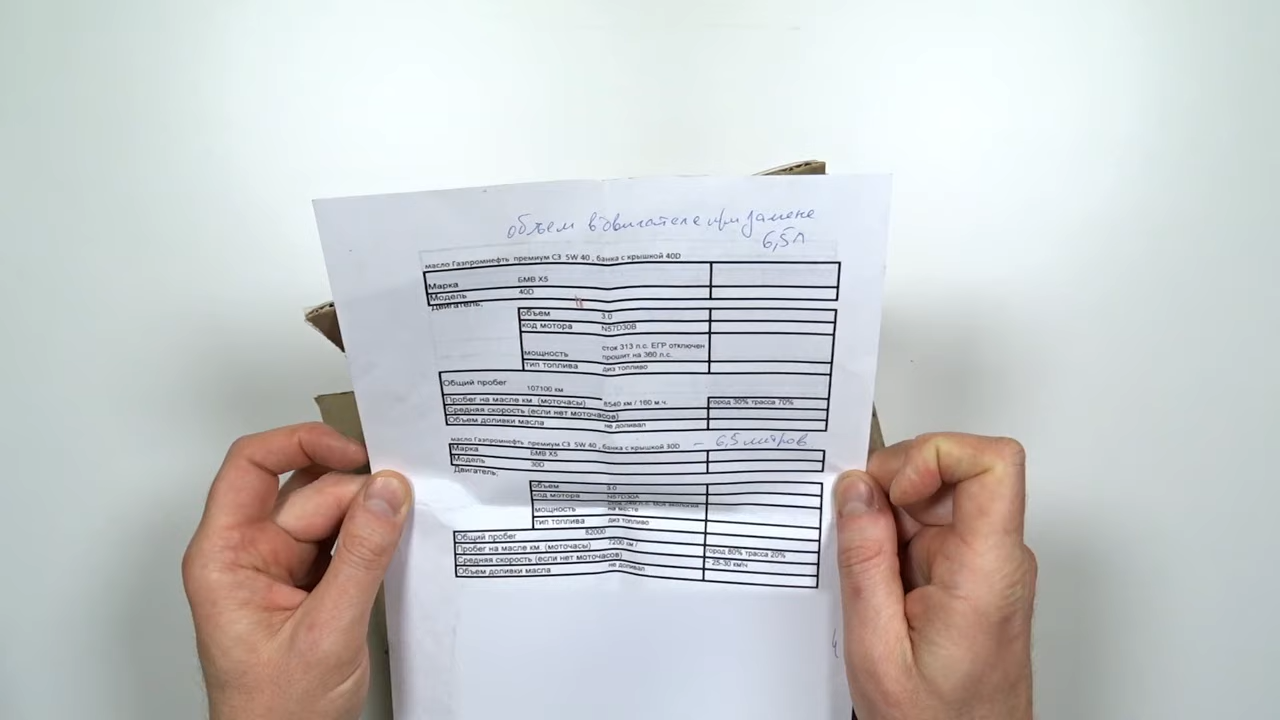 объем в двигателе при замене
6,5 л
масло Газпромнефть премиум С3 5W 40 , банка с крышкой 40D
Марка БМВ X5
Модель 40D
Двигатель;
объем 3.0
код мотора N57D30B
сток 313 л.с. ЕГР отключен
мощность прошит на 360 л.с.
тип топлива диз топливо
Общий пробег 107100 км
Пробег на масле км. (моточасы) 8540 км / 160 м.ч. город 30% трасса 70%
Средняя скорость (если нет моточасов)
Объем доливки масла не доливал
масло Газпромнефть премиум С3 5W 40 , банка с крышкой 30D – 6,5 литров.
Марка БМВ X5
Модель 30D
Двигатель;
объем 3.0
код мотора N57D30A
мощность на месте
тип топлива диз топливо
Общий пробег 82000
Пробег на масле км. (моточасы) 7200 км / город 80% трасса 20%
Средняя скорость (если нет моточасов) ~ 25-30 км/ч
Объем доливки масла не доливал